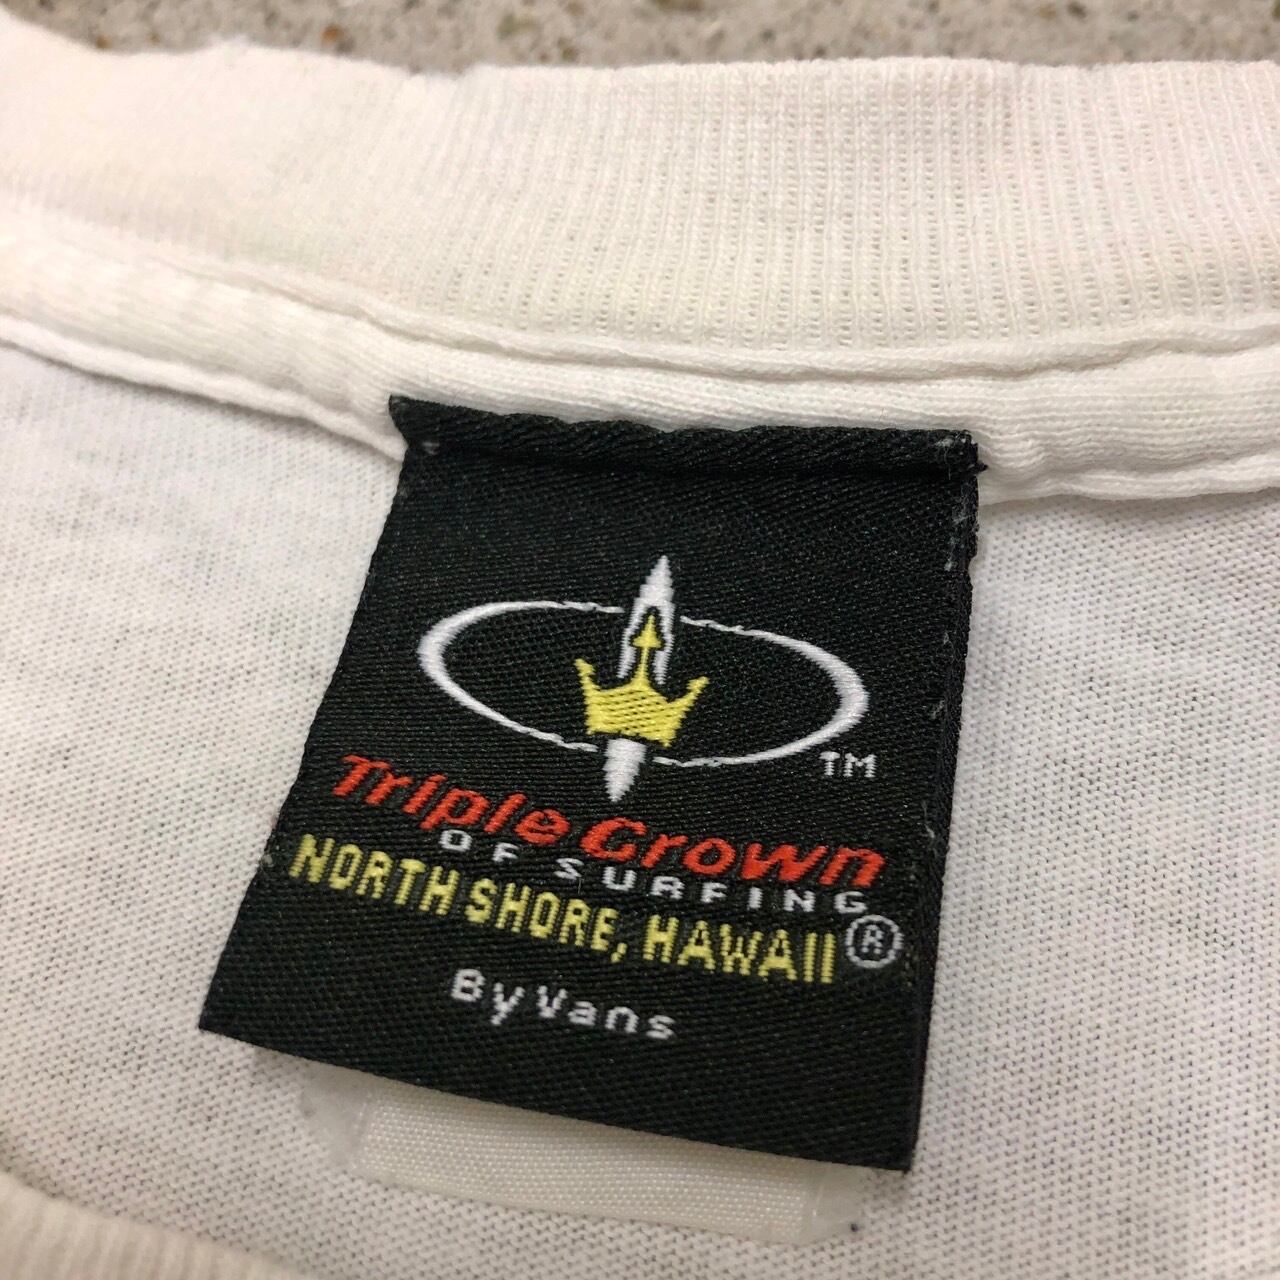 TM
Triple Crown
OF SURFING
NORTH SHORE, HAWAII®
By Vans